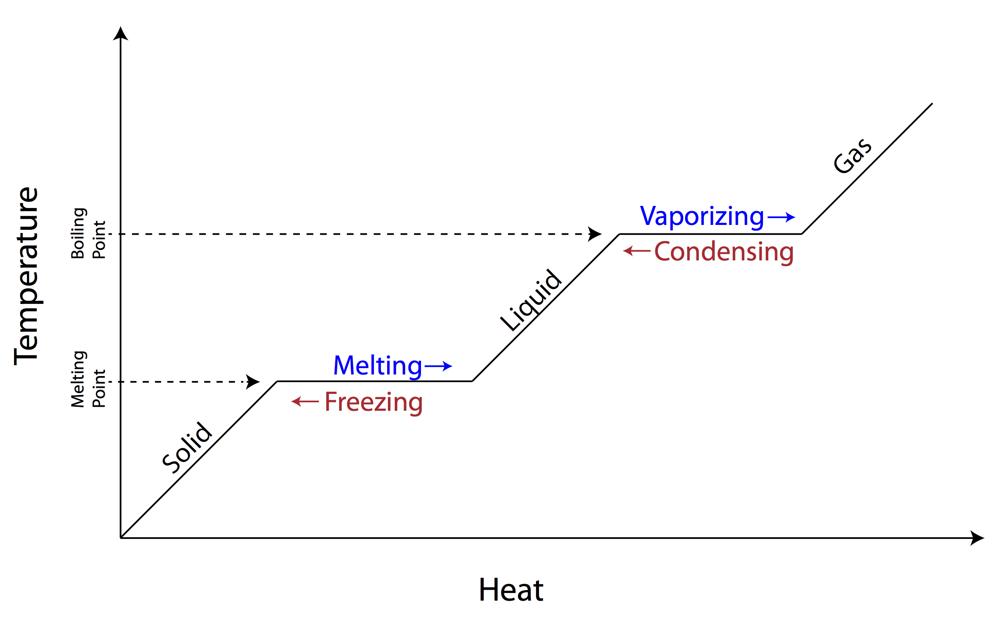 Temperature
Boiling
Point
Melting
Point
Gas
Vaporizing
Condensing
Liquid
Melting
Freezing
Solid
Heat